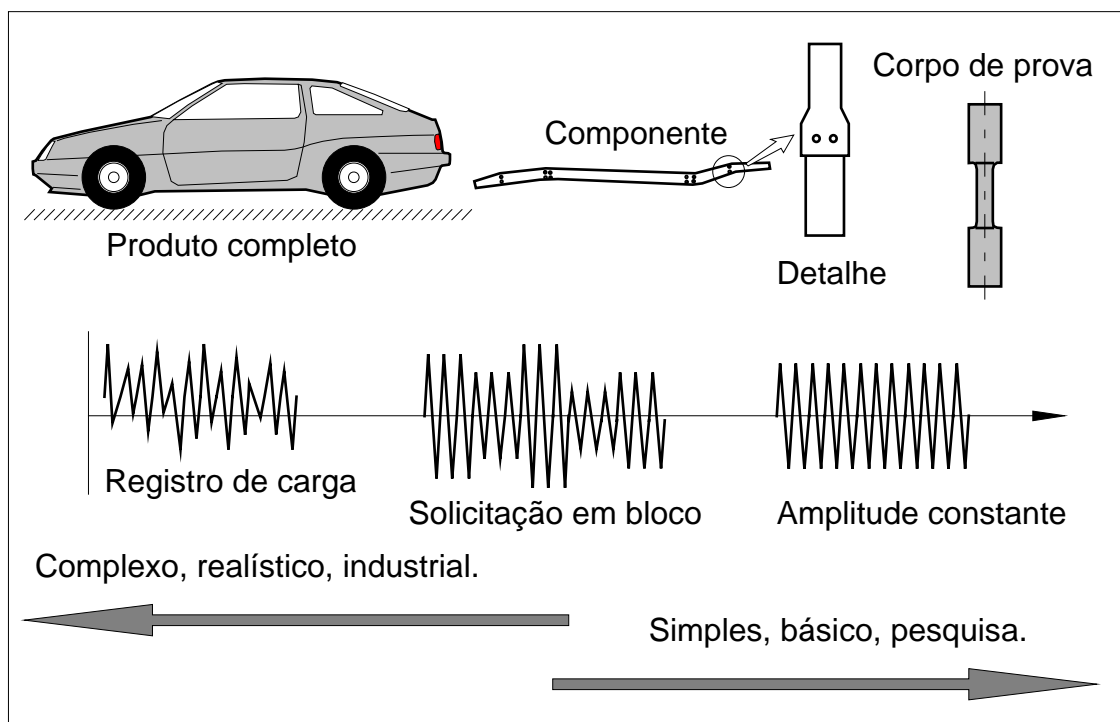 Corpo de prova
Componente
Produto completo
Detalhe
Registro de carga
Solicitação em bloco
Amplitude constante
Complexo, realístico, industrial.
Simples, básico, pesquisa.